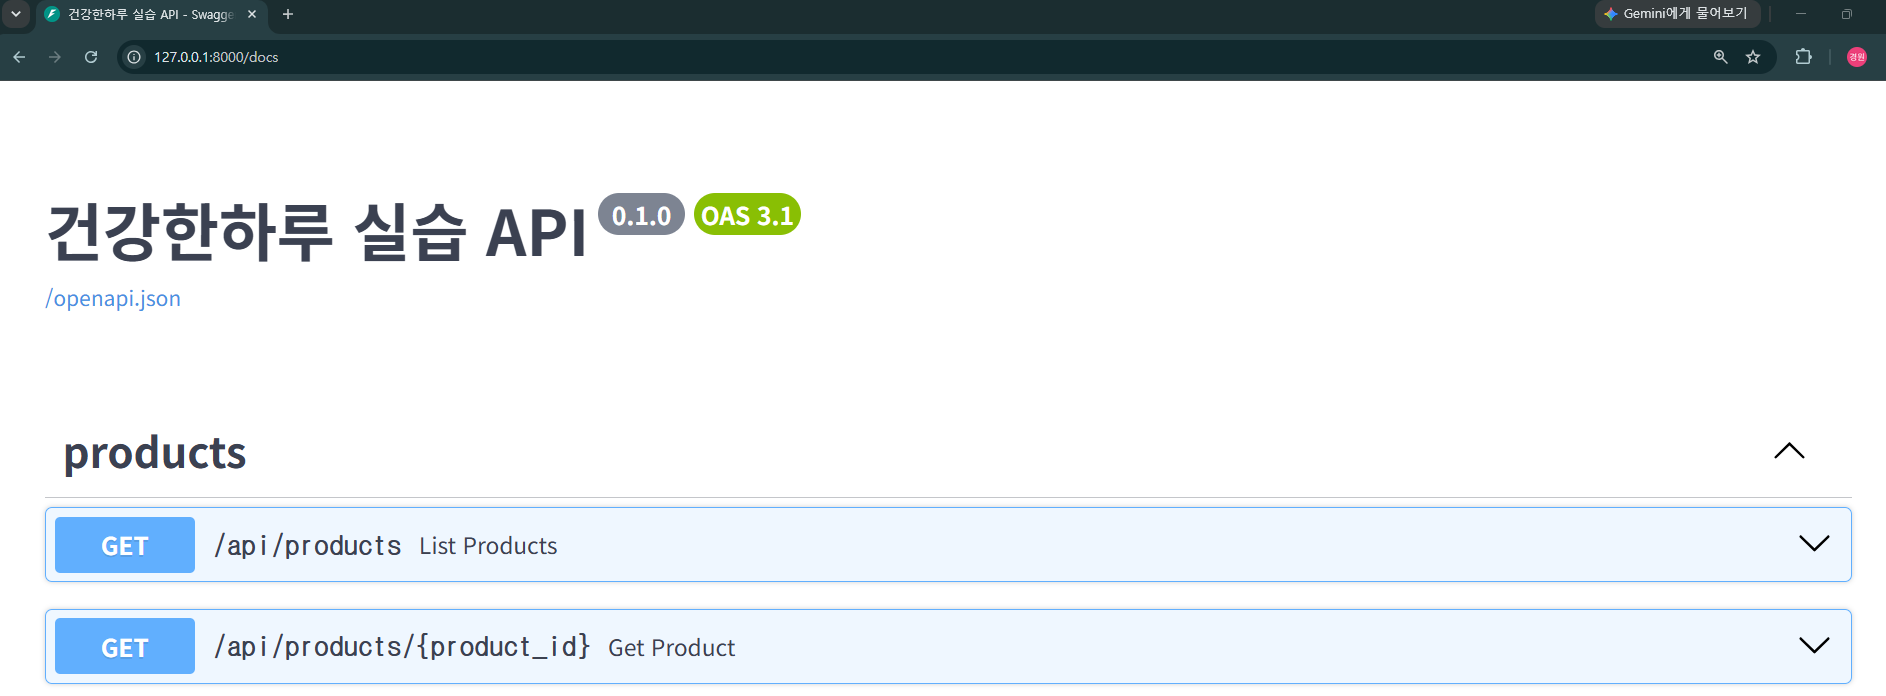 건강한하루 실습 API - Swagge
Gemini에게 물어보기
127.0.0.1:8000/docs
경원
건강한하루 실습 API 0.1.0 OAS 3.1
/openapi.json
products
GET /api/products List Products
GET /api/products/{product_id} Get Product